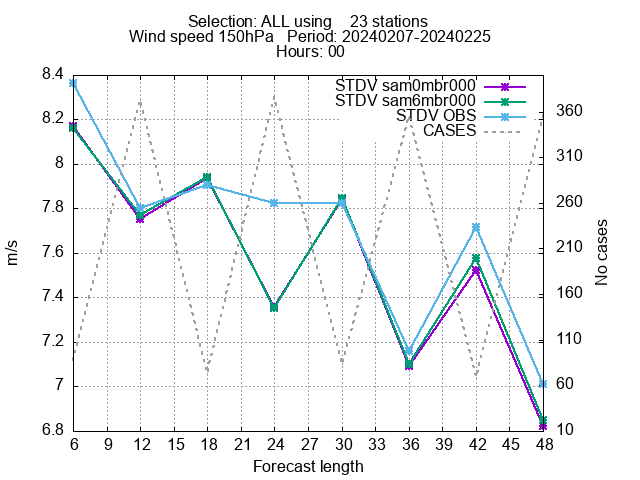 Selection: ALL using    23 stations
Wind speed 150hPa   Period: 20240207-20240225
Hours: 00
STDV sam0mbr000
STDV sam6mbr000
STDV OBS
CASES
8.4
8.2
8
7.8
7.6
7.4
7.2
7
6.8
m/s
360
310
260
210
160
110
60
10
No cases
6 9 12 15 18 21 24 27 30 33 36 39 42 45 48
Forecast length